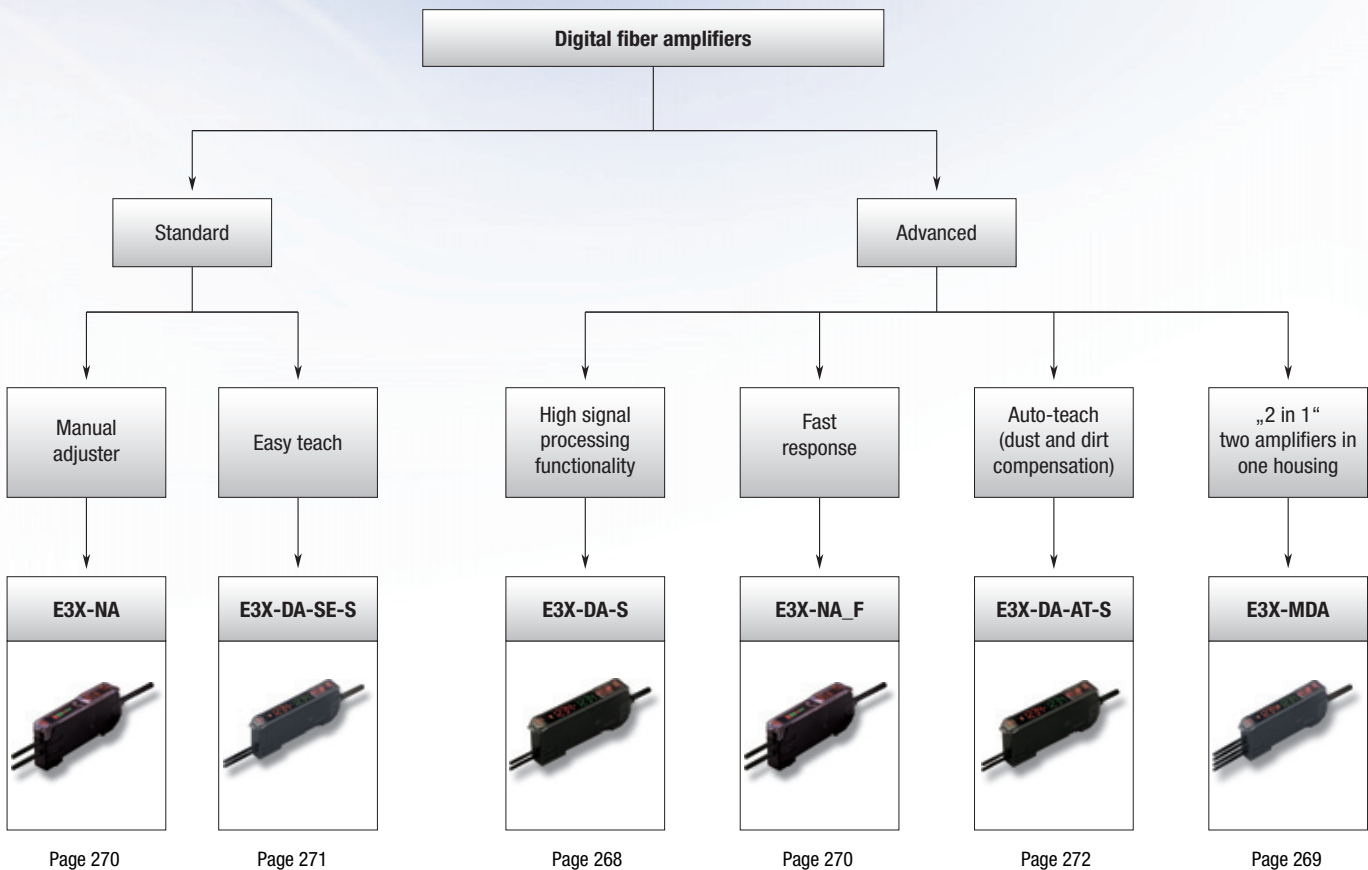 Digital fiber amplifiers
Standard
Advanced
Manual
adjuster
Easy teach
High signal
processing
functionality
Fast
response
Auto-teach
(dust and dirt
compensation)
„2 in 1“
two amplifiers in
one housing
E3X-NA
E3X-DA-SE-S
E3X-DA-S
E3X-NA_F
E3X-DA-AT-S
E3X-MDA
Page 270
Page 271
Page 268
Page 270
Page 272
Page 269